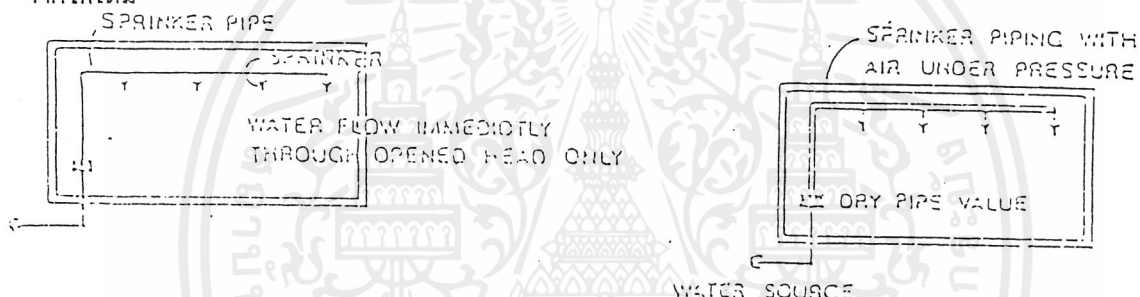 SPRINKER PIPE
SPRINKER
WATER FLOW IMMEDIOTLY
THROUGH OPENED HEAD ONLY
SPRINKER PIPING WITH
AIR UNDER PRESSURE
DRY PIPE VALUE
WATER SOURCE